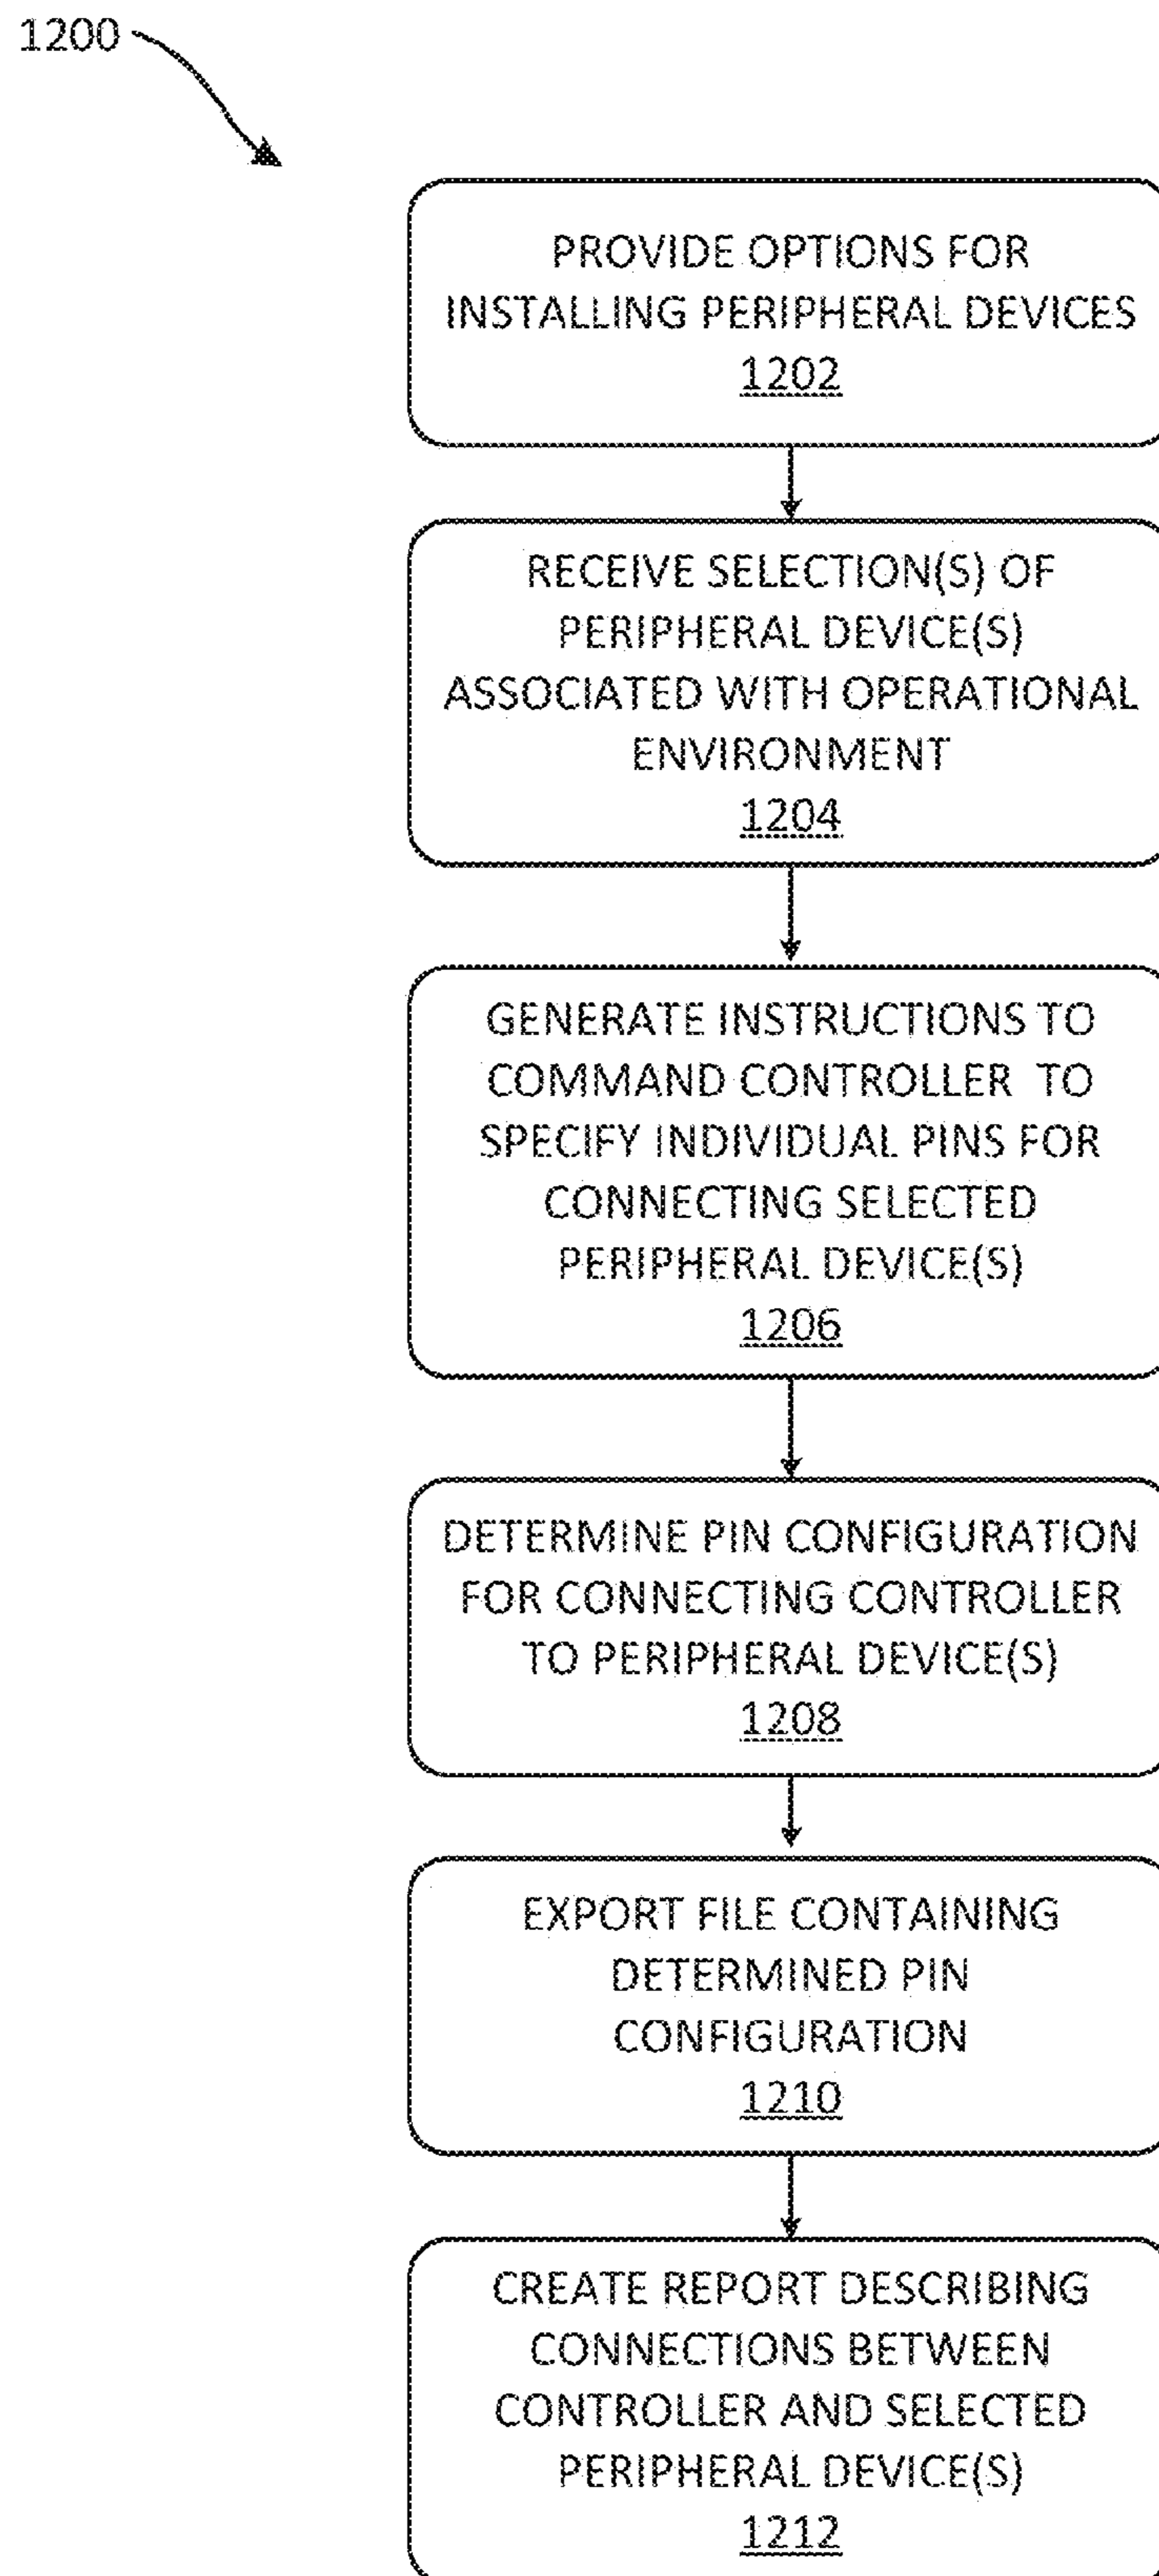 1200
PROVIDE OPTIONS FOR
INSTALLING PERIPHERAL DEVICES
1202
RECEIVE SELECTION(S) OF
PERIPHERAL DEVICE(S)
ASSOCIATED WITH OPERATIONAL
ENVIRONMENT
1204
GENERATE INSTRUCTIONS TO
COMMAND CONTROLLER TO
SPECIFY INDIVIDUAL PINS FOR
CONNECTING SELECTED
PERIPHERAL DEVICE(S)
1206
DETERMINE PIN CONFIGURATION
FOR CONNECTING CONTROLLER
TO PERIPHERAL DEVICE(S)
1208
EXPORT FILE CONTAINING
DETERMINED PIN
CONFIGURATION
1210
CREATE REPORT DESCRIBING
CONNECTIONS BETWEEN
CONTROLLER AND SELECTED
PERIPHERAL DEVICE(S)
1212